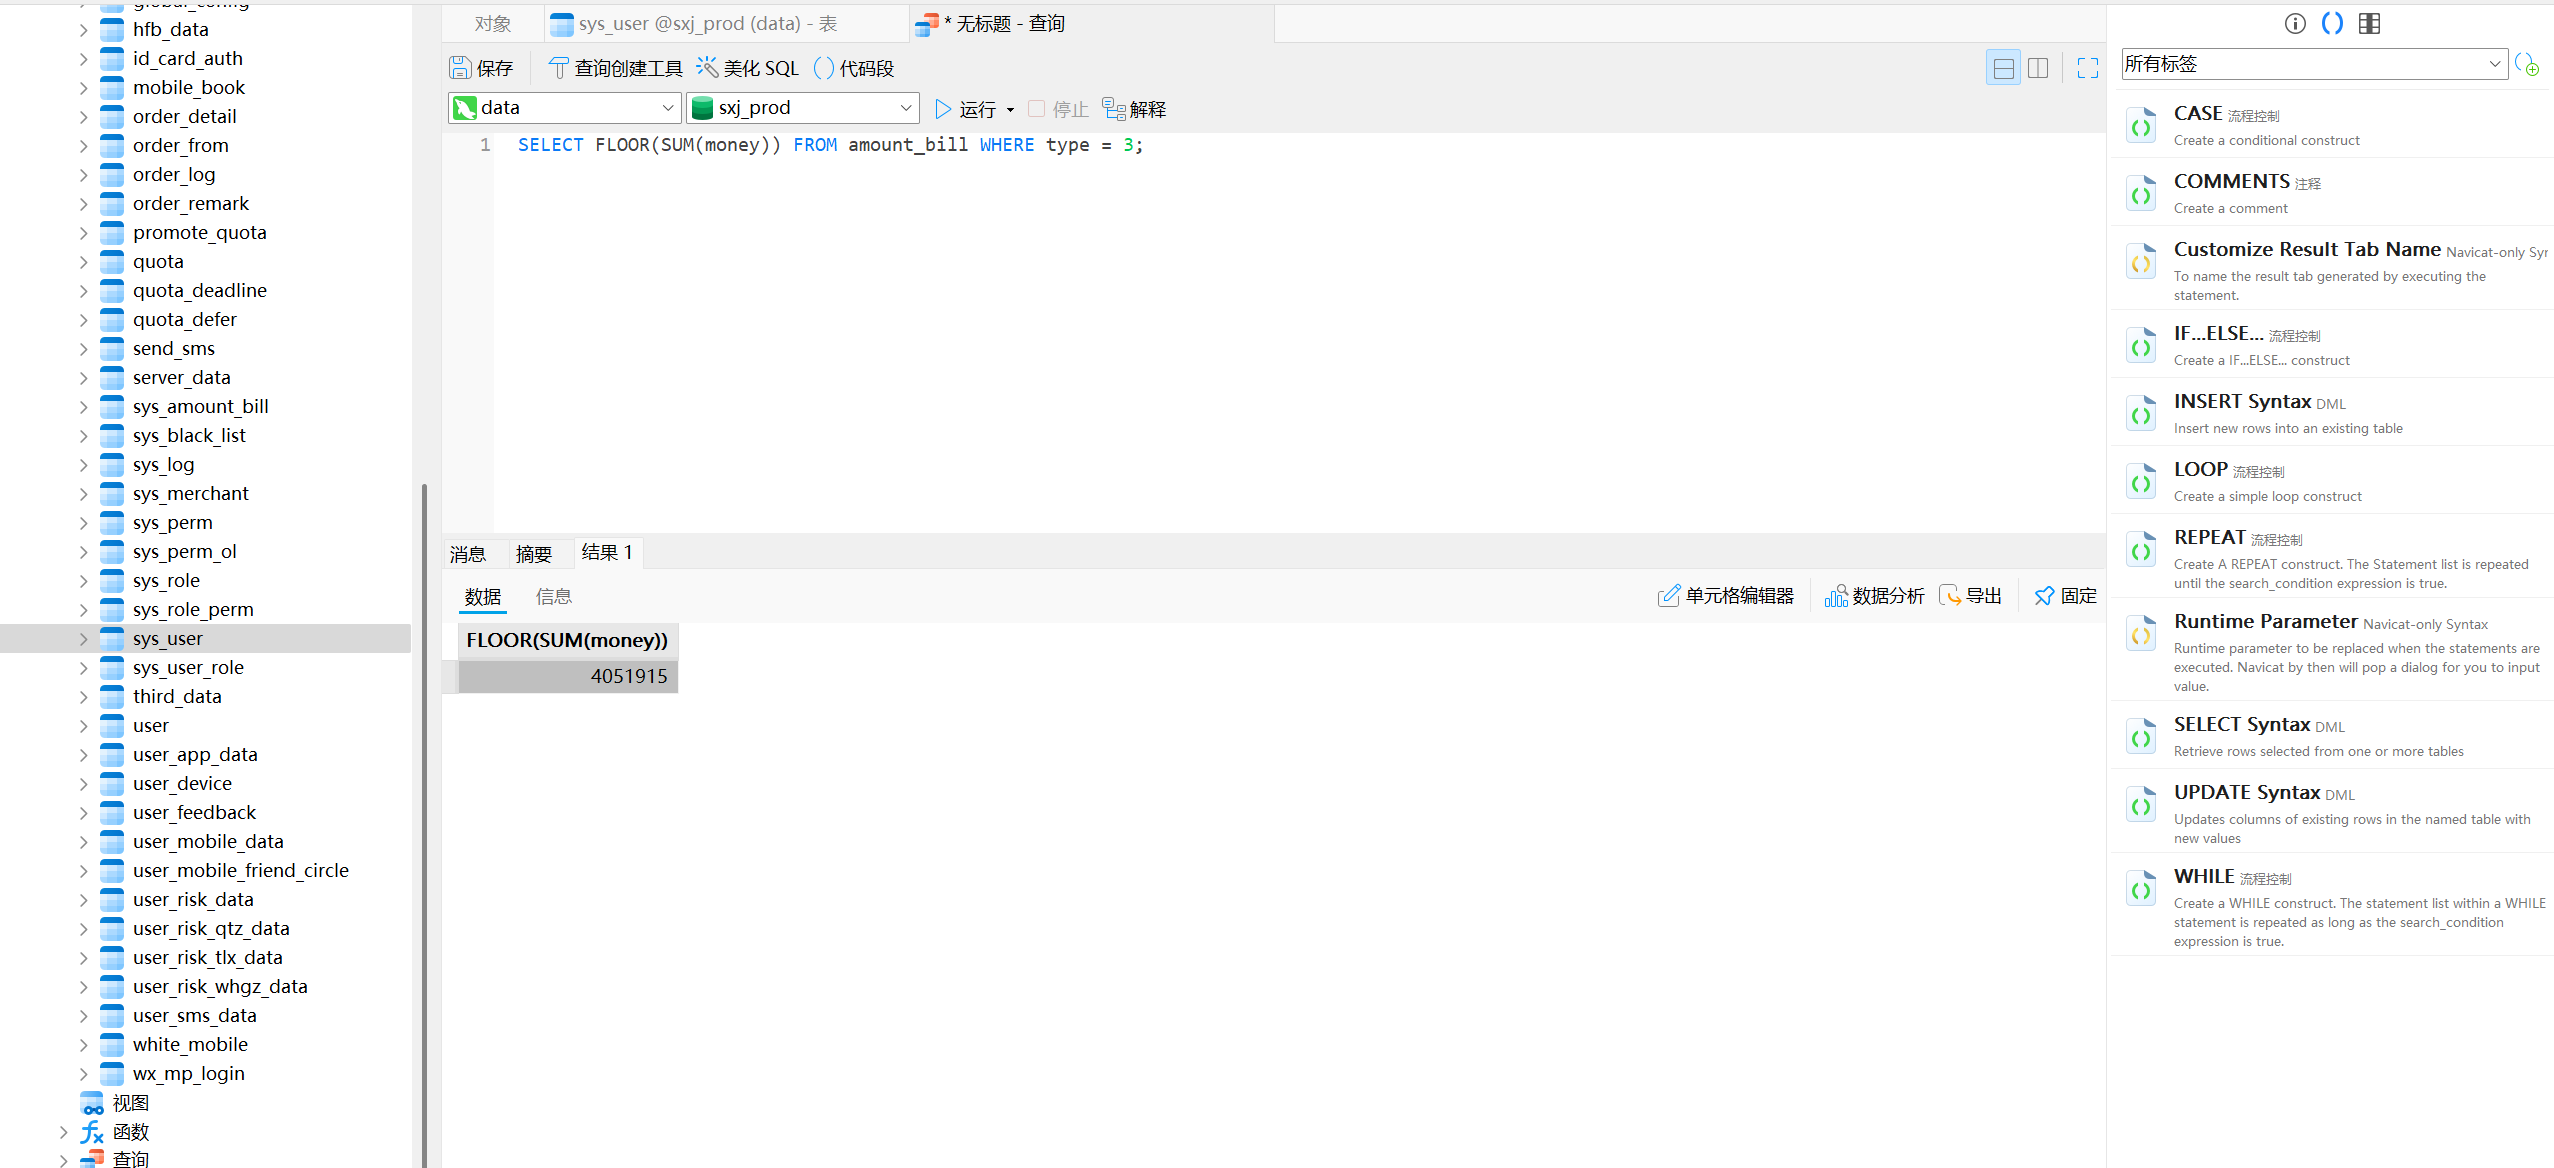 global_config
hfb_data
id_card_auth
mobile_book
order_detail
order_from
order_log
order_remark
promote_quota
quota
quota_deadline
quota_defer
send_sms
server_data
sys_amount_bill
sys_black_list
sys_log
sys_merchant
sys_perm
sys_perm_ol
sys_role
sys_role_perm
sys_user
sys_user_role
third_data
user
user_app_data
user_device
user_feedback
user_mobile_data
user_mobile_friend_circle
user_risk_data
user_risk_qtz_data
user_risk_tlx_data
user_risk_whgz_data
user_sms_data
white_mobile
wx_mp_login
视图
函数
查询
对象
sys_user @sxj_prod (data) - 表
* 无标题 - 查询
保存
查询创建工具
美化 SQL
代码段
data
sxj_prod
运行
停止
解释
1 SELECT FLOOR(SUM(money)) FROM amount_bill WHERE type = 3;
消息
摘要
结果 1
数据
信息
单元格编辑器
数据分析
导出
固定
FLOOR(SUM(money))
4051915
所有标签
CASE 流程控制
Create a conditional construct
COMMENTS 注释
Create a comment
Customize Result Tab Name Navicat-only Syr
To name the result tab generated by executing the
statement.
IF...ELSE... 流程控制
Create a IF...ELSE... construct
INSERT Syntax DML
Insert new rows into an existing table
LOOP 流程控制
Create a simple loop construct
REPEAT 流程控制
Create A REPEAT construct. The Statement list is repeated
until the search_condition expression is true.
Runtime Parameter Navicat-only Syntax
Runtime parameter to be replaced when the statements are
executed. Navicat by then will pop a dialog for you to input
value.
SELECT Syntax DML
Retrieve rows selected from one or more tables
UPDATE Syntax DML
Updates columns of existing rows in the named table with
new values
WHILE 流程控制
Create a WHILE construct. The statement list within a WHILE
statement is repeated as long as the search_condition
expression is true.